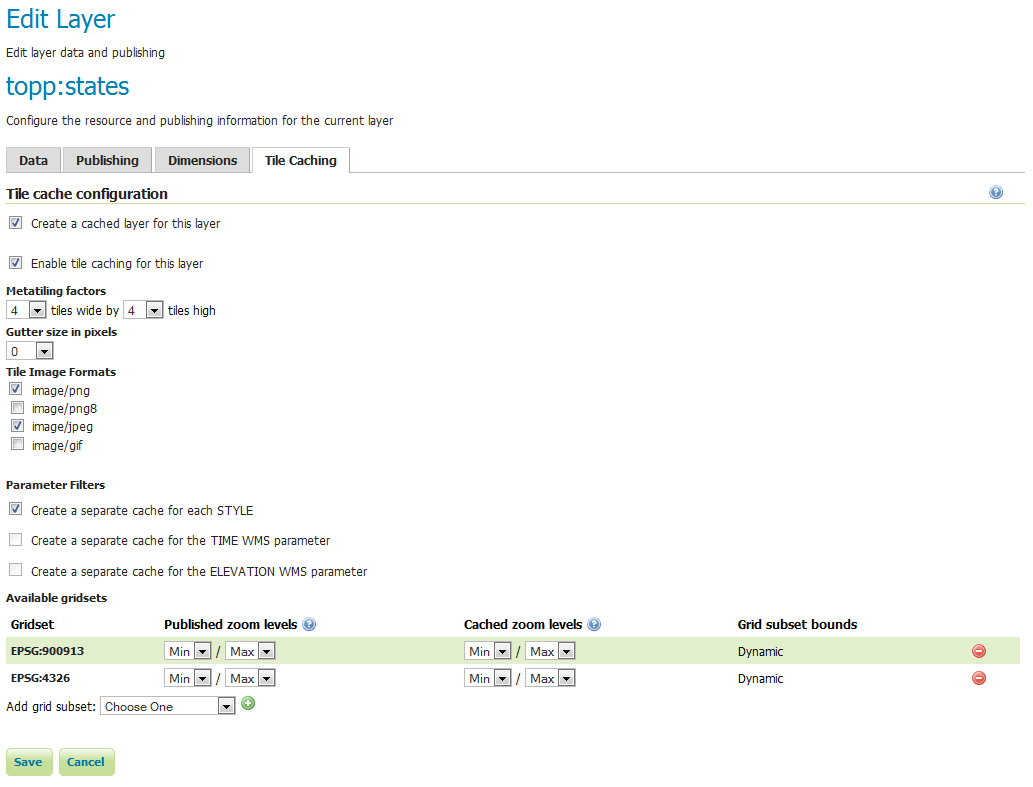 Edit Layer
Edit layer data and publishing
topp:states
Configure the resource and publishing information for the current layer
Data Publishing Dimensions Tile Caching
Tile cache configuration
Create a cached layer for this layer
Enable tile caching for this layer
Metatiling factors
4 tiles wide by 4 tiles high
Gutter size in pixels
0
Tile Image Formats
image/png
image/png8
image/jpeg
image/gif
Parameter Filters
Create a separate cache for each STYLE
Create a separate cache for the TIME WMS parameter
Create a separate cache for the ELEVATION WMS parameter
Available gridsets
Gridset Published zoom levels Cached zoom levels Grid subset bounds
EPSG:900913 Min / Max Min / Max Dynamic
EPSG:4326 Min / Max Min / Max Dynamic
Add grid subset: Choose One
Save Cancel